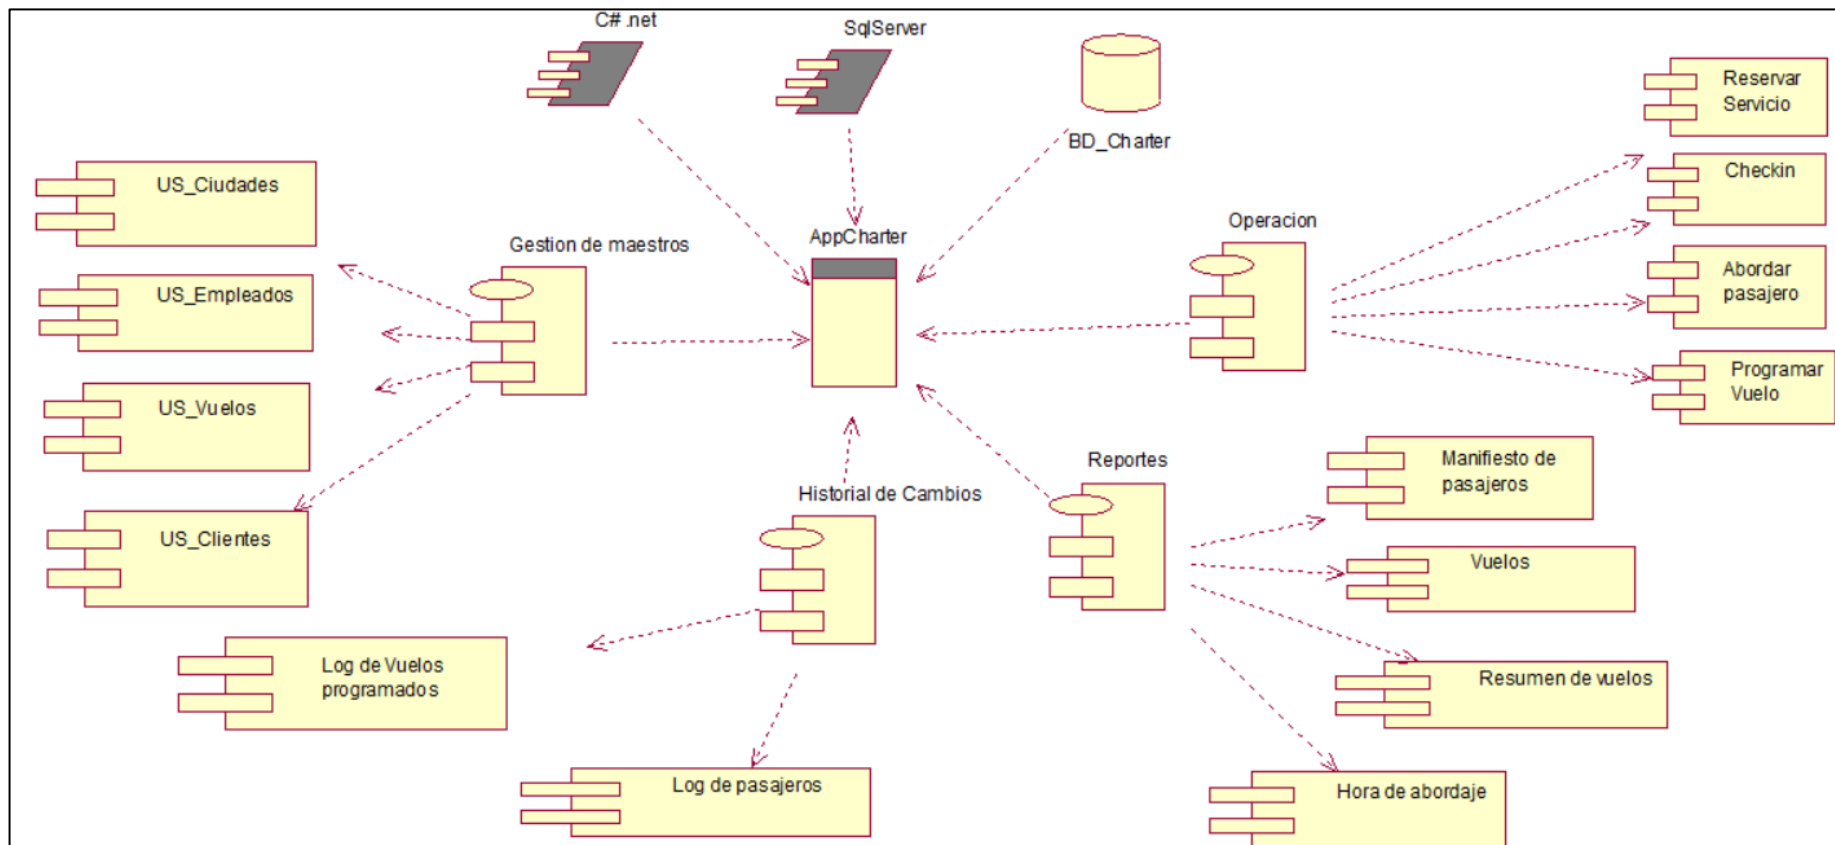 C# .net
SqlServer
BD_Charter
Reservar
Servicio
Checkin
Abordar
pasajero
Programar
Vuelo
US_Ciudades
US_Empleados
US_Vuelos
US_Clientes
Gestion de maestros
AppCharter
Operacion
Historial de Cambios
Reportes
Manifiesto de
pasajeros
Vuelos
Resumen de vuelos
Hora de abordaje
Log de Vuelos
programados
Log de pasajeros